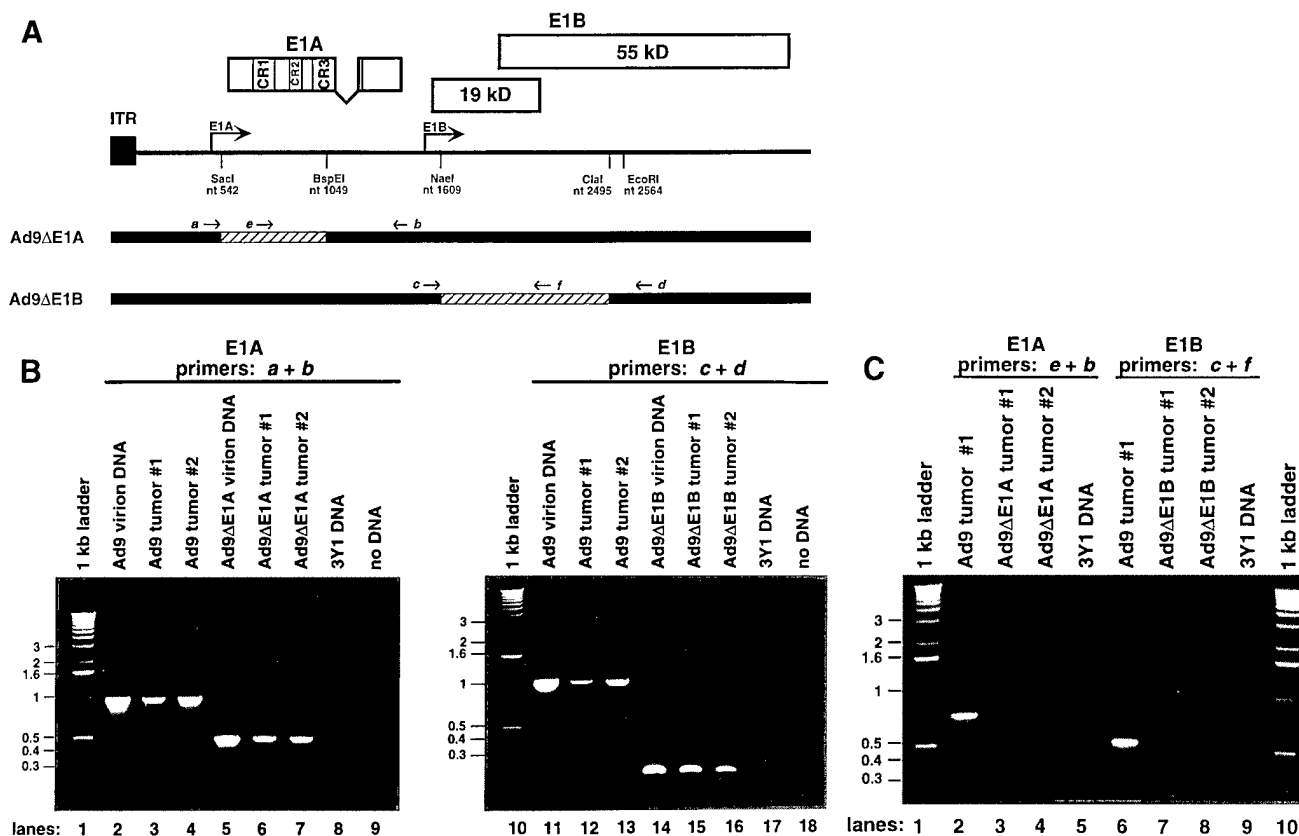 A
E1B
55 kD
E1A
CR1 CR2 CR3
19 kD
ITR
E1A
E1B
SacI
nt 542
BspEI
nt 1049
NaeI
nt 1609
ClaI
nt 2495
EcoRI
nt 2564
Ad9ΔE1A
a → e → ← b
Ad9ΔE1B
c → ← f ← d
B
E1A
primers: a + b
1 kb ladder
Ad9 virion DNA
Ad9 tumor #1
Ad9 tumor #2
Ad9ΔE1A virion DNA
Ad9ΔE1A tumor #1
Ad9ΔE1A tumor #2
3Y1 DNA
no DNA
3
2
1.6
1
0.5
0.4
0.3
lanes: 1 2 3 4 5 6 7 8 9
E1B
primers: c + d
1 kb ladder
Ad9 virion DNA
Ad9 tumor #1
Ad9 tumor #2
Ad9ΔE1B virion DNA
Ad9ΔE1B tumor #1
Ad9ΔE1B tumor #2
3Y1 DNA
no DNA
3
2
1.6
1
0.5
0.4
0.3
10 11 12 13 14 15 16 17 18
C
E1A
primers: e + b
E1B
primers: c + f
1 kb ladder
Ad9 tumor #1
Ad9ΔE1A tumor #1
Ad9ΔE1A tumor #2
3Y1 DNA
Ad9 tumor #1
Ad9ΔE1B tumor #1
Ad9ΔE1B tumor #2
3Y1 DNA
1 kb ladder
3
2
1.6
1
0.5
0.4
0.3
lanes: 1 2 3 4 5 6 7 8 9 10